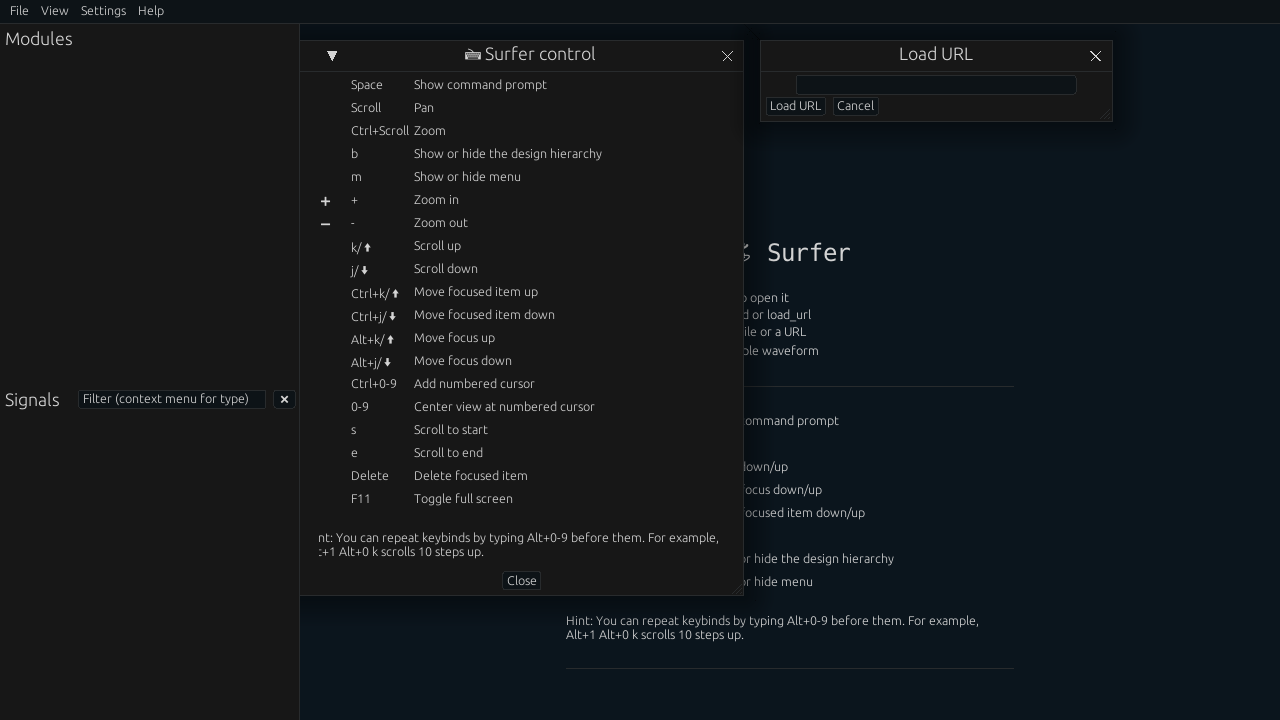 File View Settings Help
Modules
Signals Filter (context menu for type)
Surfer control
Space Show command prompt
Scroll Pan
Ctrl+Scroll Zoom
b Show or hide the design hierarchy
m Show or hide menu
+ + Zoom in
− - Zoom out
k/⬆ Scroll up
j/⬇ Scroll down
Ctrl+k/⬆ Move focused item up
Ctrl+j/⬇ Move focused item down
Alt+k/⬆ Move focus up
Alt+j/⬇ Move focus down
Ctrl+0-9 Add numbered cursor
0-9 Center view at numbered cursor
s Scroll to start
e Scroll to end
Delete Delete focused item
F11 Toggle full screen
nt: You can repeat keybinds by typing Alt+0-9 before them. For example,
+1 Alt+0 k scrolls 10 steps up.
Close
Load URL
Load URL Cancel
Surfer
open it
or load_url
ile or a URL
ple waveform
ommand prompt
down/up
ocus down/up
ocused item down/up
or hide the design hierarchy
or hide menu
Hint: You can repeat keybinds by typing Alt+0-9 before them. For example,
Alt+1 Alt+0 k scrolls 10 steps up.